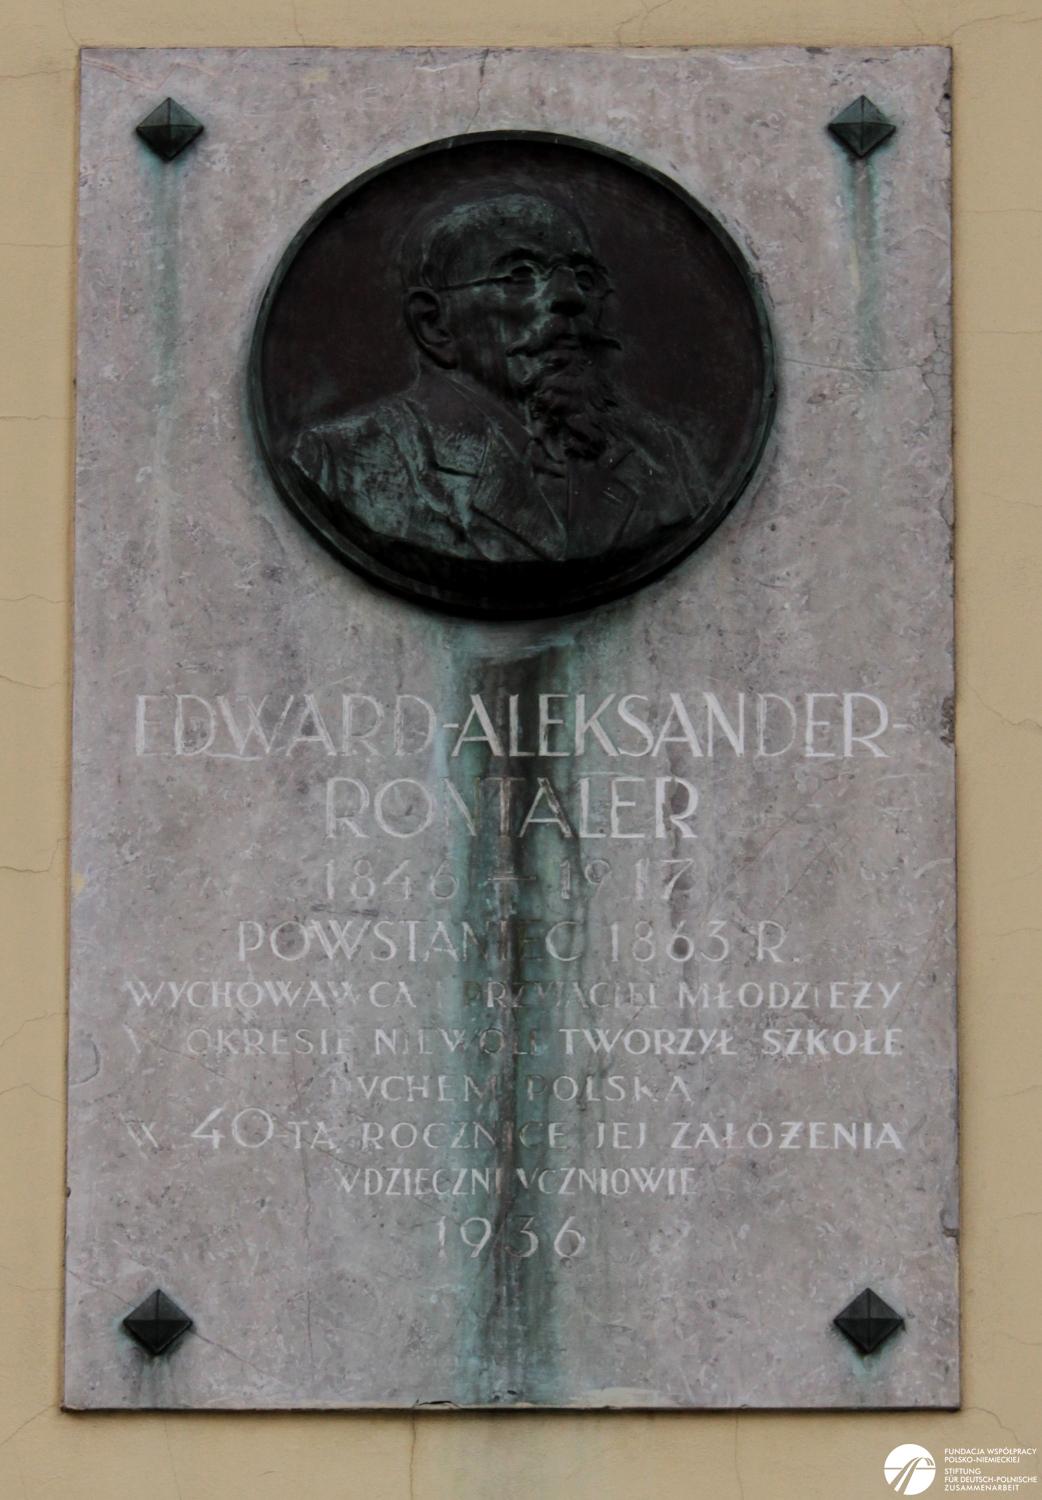 EDWARD-ALEKSANDER-
RONTALER
1846 + 1917
POWSTANIEC 1863 R.
WYCHOWAWCA I PRZYJACIEL MŁODZIEŻY
W OKRESIE NIEWOLI TWORZYŁ SZKOŁĘ
DUCHEM POLSKĄ
W 40-TĄ ROCZNICĘ JEJ ZAŁOŻENIA
WDZIĘCZNI UCZNIOWIE
1936
FUNDACJA WSPÓŁPRACY
POLSKO-NIEMIECKIEJ
STIFTUNG
FÜR DEUTSCH-POLNISCHE
ZUSAMMENARBEIT